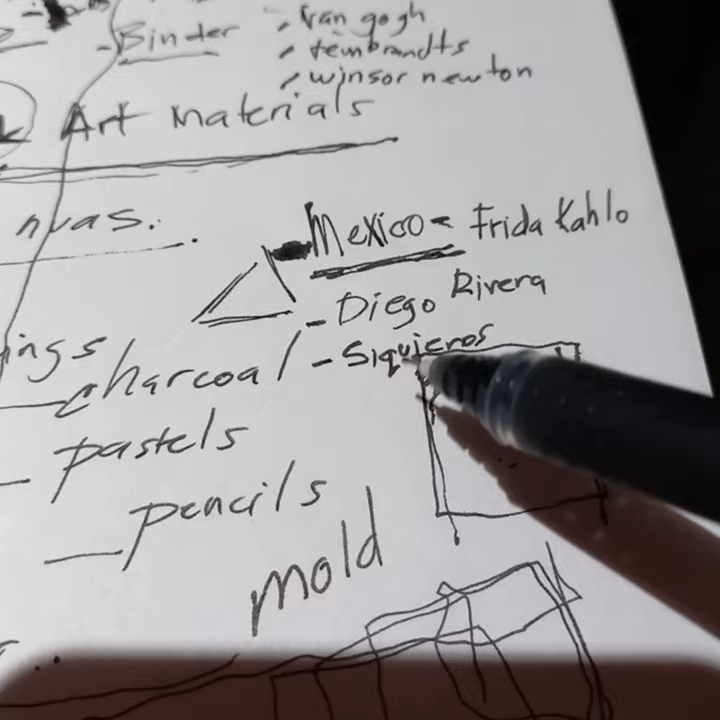 - Binder
- van gogh
- rembrandts
- winsor newton
Art materials
nvas.
Mexico = Frida Kahlo
- Diego Rivera
- Siquieros
ings
charcoal
pastels
pencils
mold